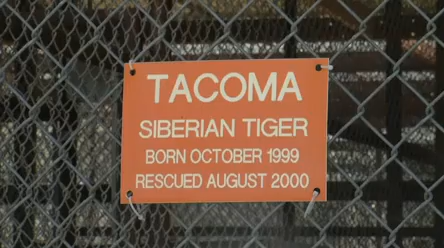 TACOMA
SIBERIAN TIGER
BORN OCTOBER 1999
RESCUED AUGUST 2000